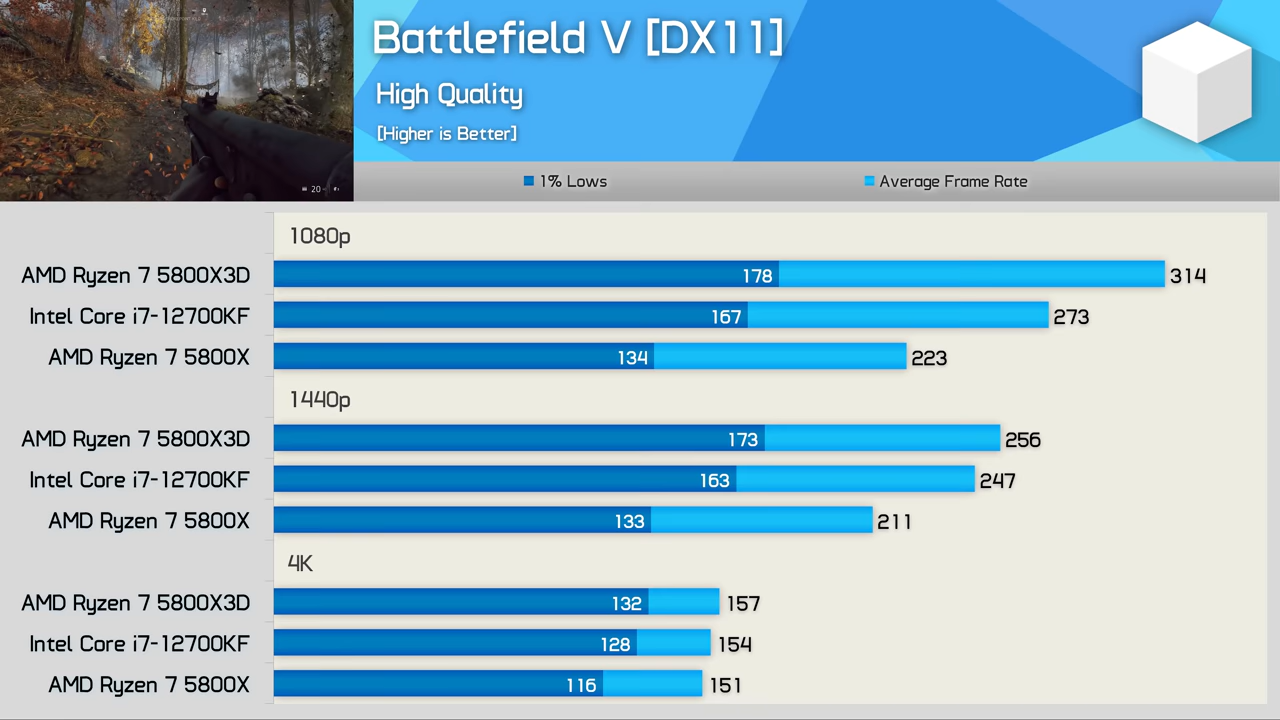 Battlefield V [DX11]
High Quality
[Higher is Better]
20
1% Lows
Average Frame Rate
1080p
AMD Ryzen 7 5800X3D 178 314
Intel Core i7-12700KF 167 273
AMD Ryzen 7 5800X 134 223
1440p
AMD Ryzen 7 5800X3D 173 256
Intel Core i7-12700KF 163 247
AMD Ryzen 7 5800X 133 211
4K
AMD Ryzen 7 5800X3D 132 157
Intel Core i7-12700KF 128 154
AMD Ryzen 7 5800X 116 151